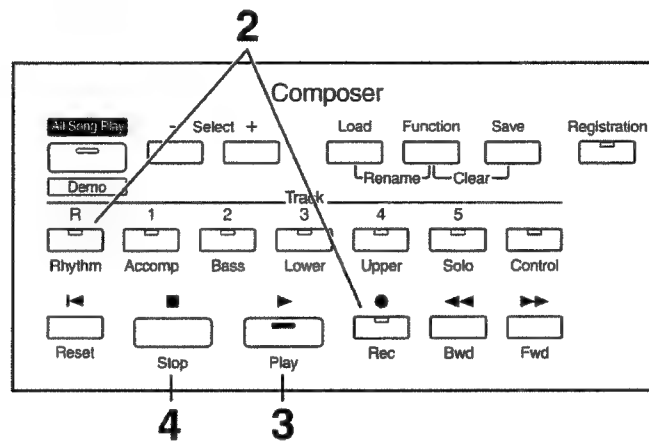 2
Composer
All Song Play - Select + Load Function Save Registration
Demo Rename Clear
Track
R 1 2 3 4 5
Rhythm Accomp Bass Lower Upper Solo Control
Reset Stop Play Rec Bwd Fwd
4 3